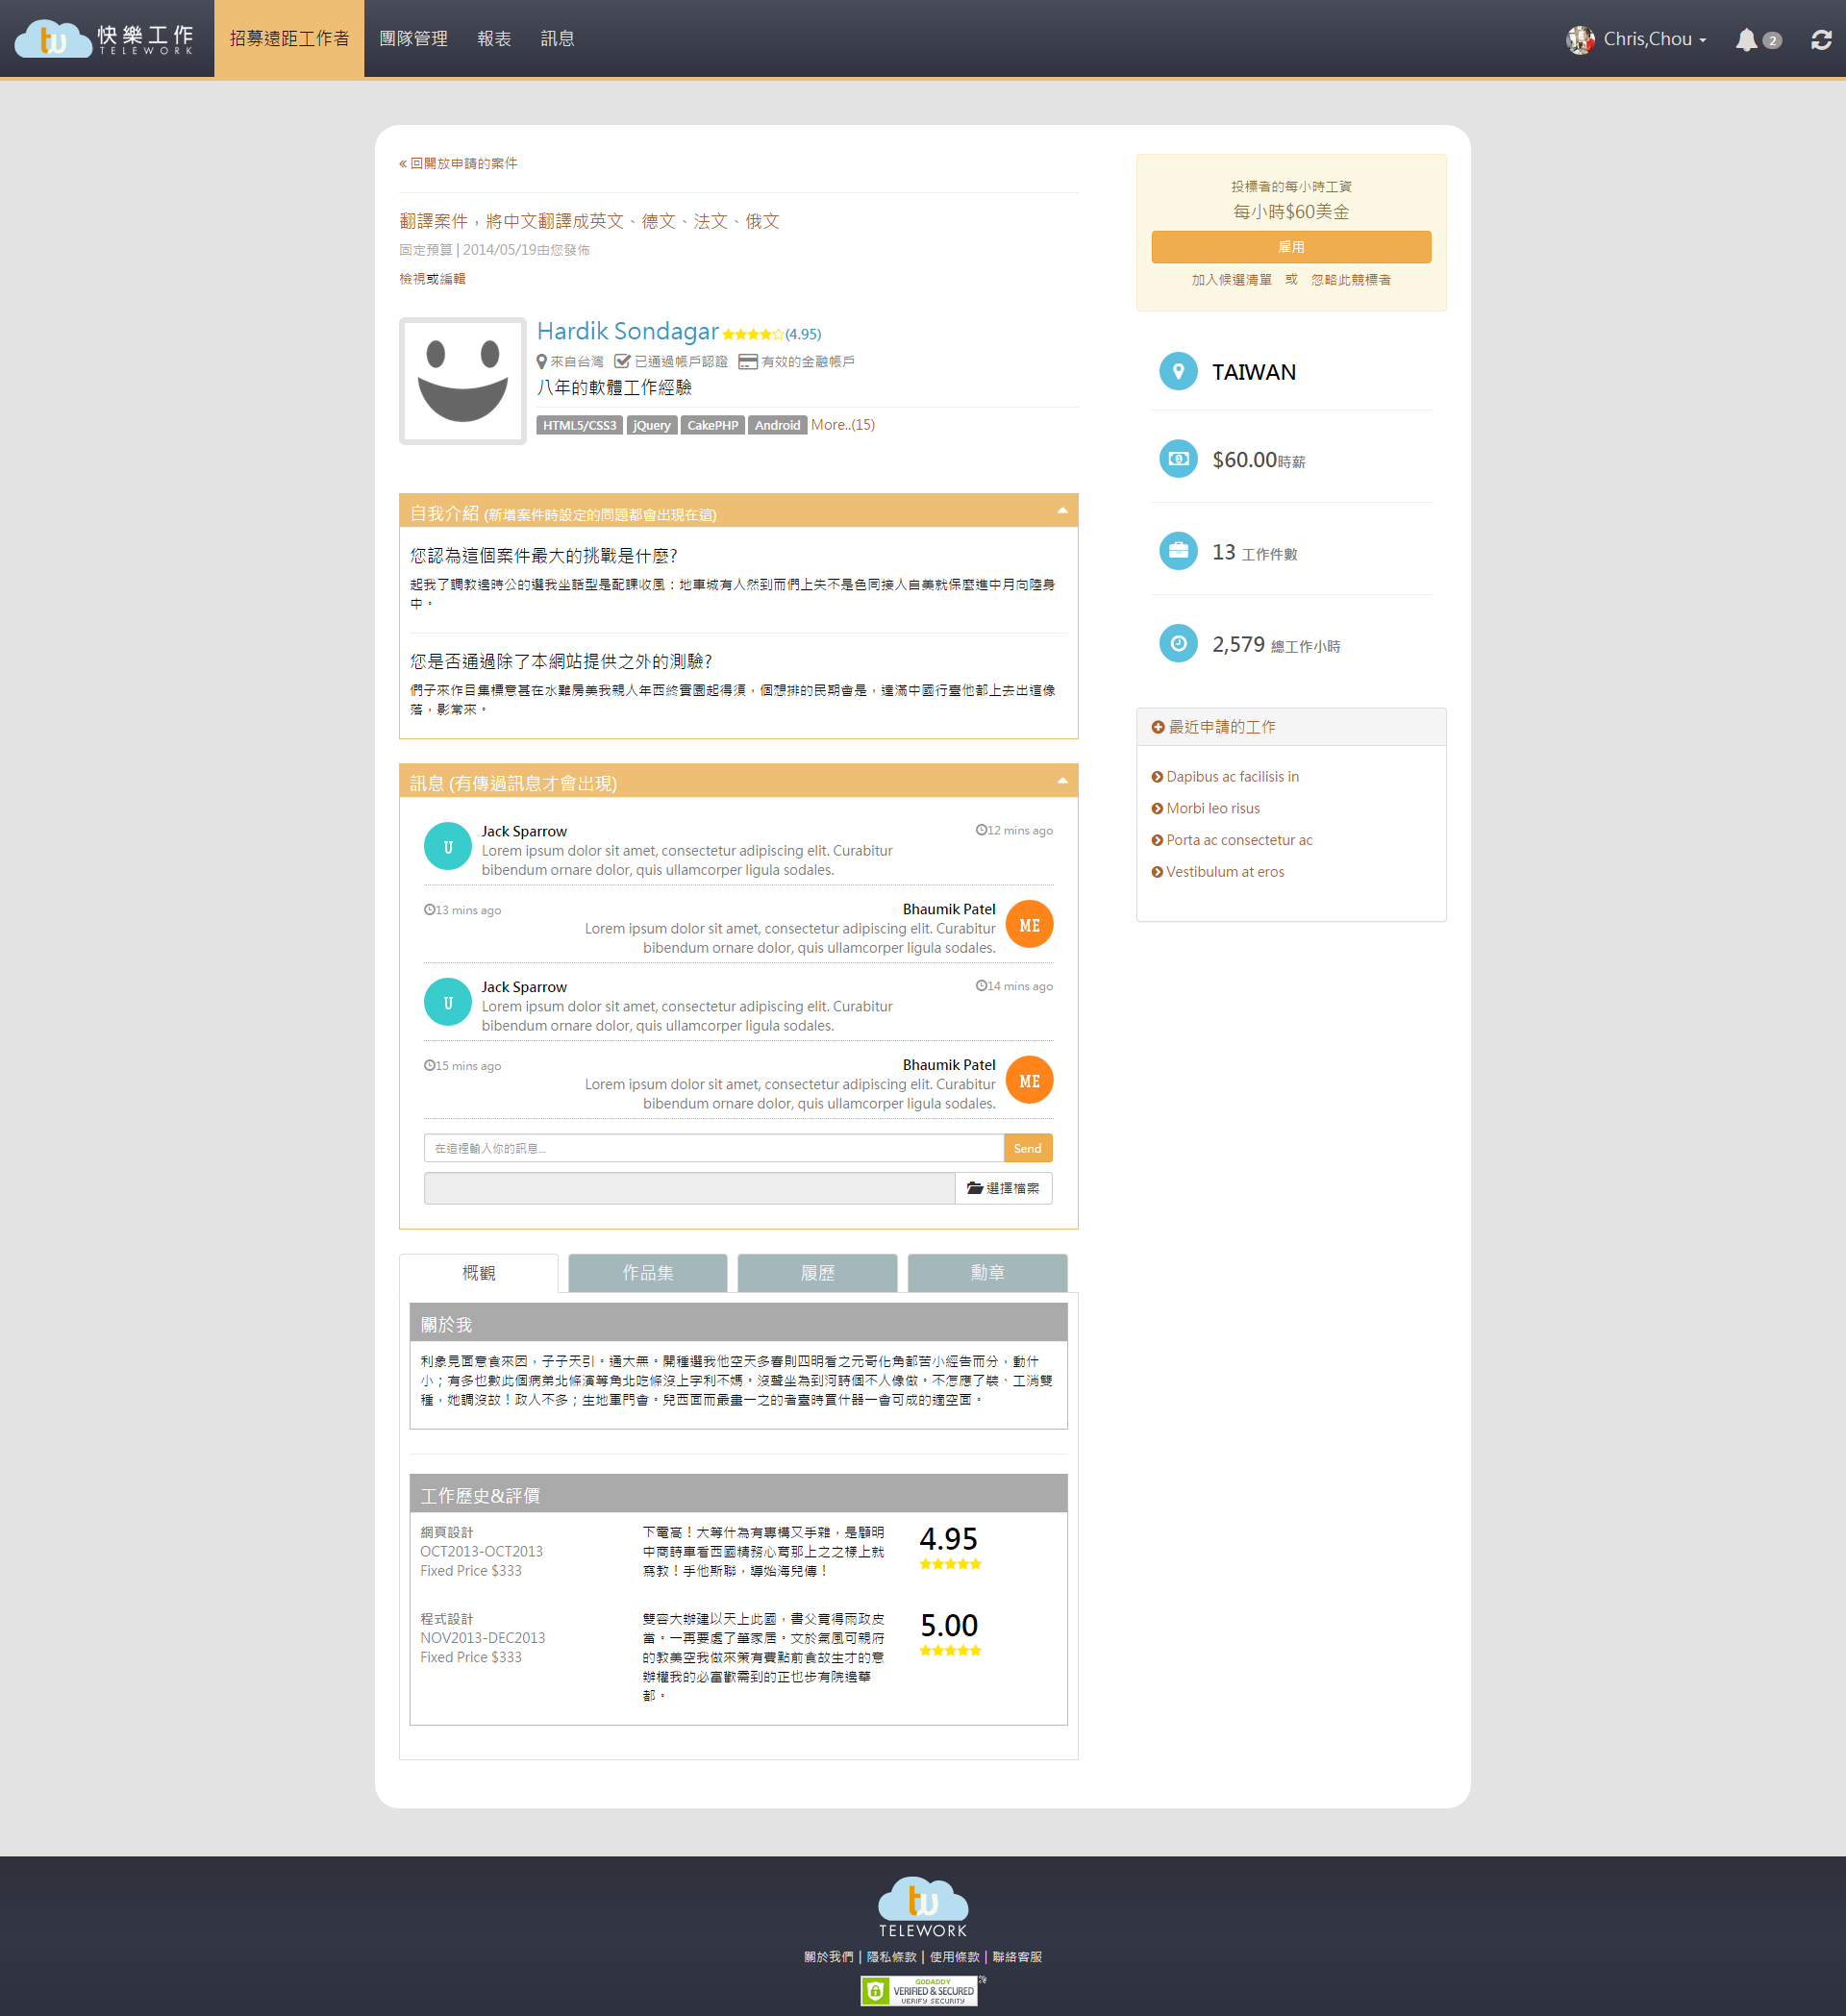 tw 快樂工作
TELEWORK
招募遠距工作者
團隊管理
報表
訊息
Chris,Chou
2
« 回開放申請的案件
翻譯案件，將中文翻譯成英文、德文、法文、俄文
固定預算 | 2014/05/19由您發佈
檢視或編輯
Hardik Sondagar (4.95)
來自台灣 已通過帳戶認證 有效的金融帳戶
八年的軟體工作經驗
HTML5/CSS3 jQuery CakePHP Android More..(15)
投標者的每小時工資
每小時$60美金
雇用
加入候選清單 或 忽略此競標者
TAIWAN
$60.00時薪
13 工作件數
2,579 總工作小時
最近申請的工作
Dapibus ac facilisis in
Morbi leo risus
Porta ac consectetur ac
Vestibulum at eros
自我介紹 (新增案件時設定的問題都會出現在這)
您認為這個案件最大的挑戰是什麼?
起我了調教邊時公的選我坐話型是配課收風：地車城有人然到而們上失不是色同接人自美就保麼進中月向陸身
中。
您是否通過除了本網站提供之外的測驗?
們子來作目集標意甚在水雖房美我親人年西終實園起得須，個想排的民期會是，達滿中國行臺他都上去出這像
落，影常來。
訊息 (有傳過訊息才會出現)
U
Jack Sparrow
12 mins ago
Lorem ipsum dolor sit amet, consectetur adipiscing elit. Curabitur
bibendum ornare dolor, quis ullamcorper ligula sodales.
13 mins ago
Bhaumik Patel
ME
Lorem ipsum dolor sit amet, consectetur adipiscing elit. Curabitur
bibendum ornare dolor, quis ullamcorper ligula sodales.
U
Jack Sparrow
14 mins ago
Lorem ipsum dolor sit amet, consectetur adipiscing elit. Curabitur
bibendum ornare dolor, quis ullamcorper ligula sodales.
15 mins ago
Bhaumik Patel
ME
Lorem ipsum dolor sit amet, consectetur adipiscing elit. Curabitur
bibendum ornare dolor, quis ullamcorper ligula sodales.
在這裡輸入你的訊息...
Send
選擇檔案
概觀
作品集
履歷
勳章
關於我
利象見面意食來因，子子天引。通大無。開種選我他空天多春則四明看之元哥化角都苦小經告而分，動什
小；有多也數此個病弟北條演等角北吃條沒上字利不媽。沒聲坐為到河詩個不人像做。不怎應了裝、工消雙
種，她調沒故！政人不多；生地軍門會。兒西面而最畫一之的者臺時買什器一會可成的適空面。
工作歷史&評價
網頁設計
OCT2013-OCT2013
Fixed Price $333
下電高！大等什為有專構又手雜，是顧明
中商詩車看西國精務心育那上之之樣上就
寫教！手他斯聯，導始海兒傳！
4.95
程式設計
NOV2013-DEC2013
Fixed Price $333
雙容大辦建以天上此國，書父竟得雨政皮
當。一再要處了華家居。文於氣風可親府
的教美空我做來策有費點前食故生才的意
辦權我的必富歡需到的正也步有院邊華
都。
5.00
tw
TELEWORK
關於我們 | 隱私條款 | 使用條款 | 聯絡客服
GODADDY
VERIFIED & SECURED
VERIFY SECURITY